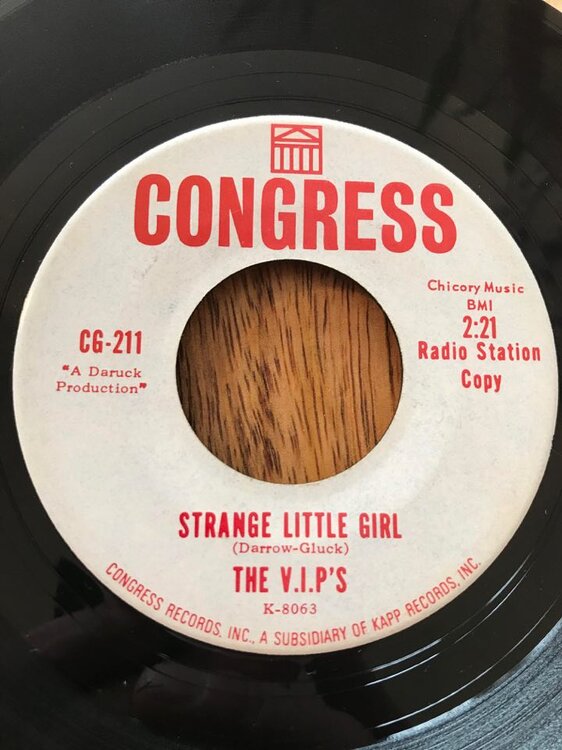 CONGRESS
Chicory Music
BMI
2:21
Radio Station
Copy
CG-211
"A Daruck
Production"
STRANGE LITTLE GIRL
(Darrow-Gluck)
THE V.I.P'S
K-8063
CONGRESS RECORDS, INC., A SUBSIDIARY OF KAPP RECORDS, INC.